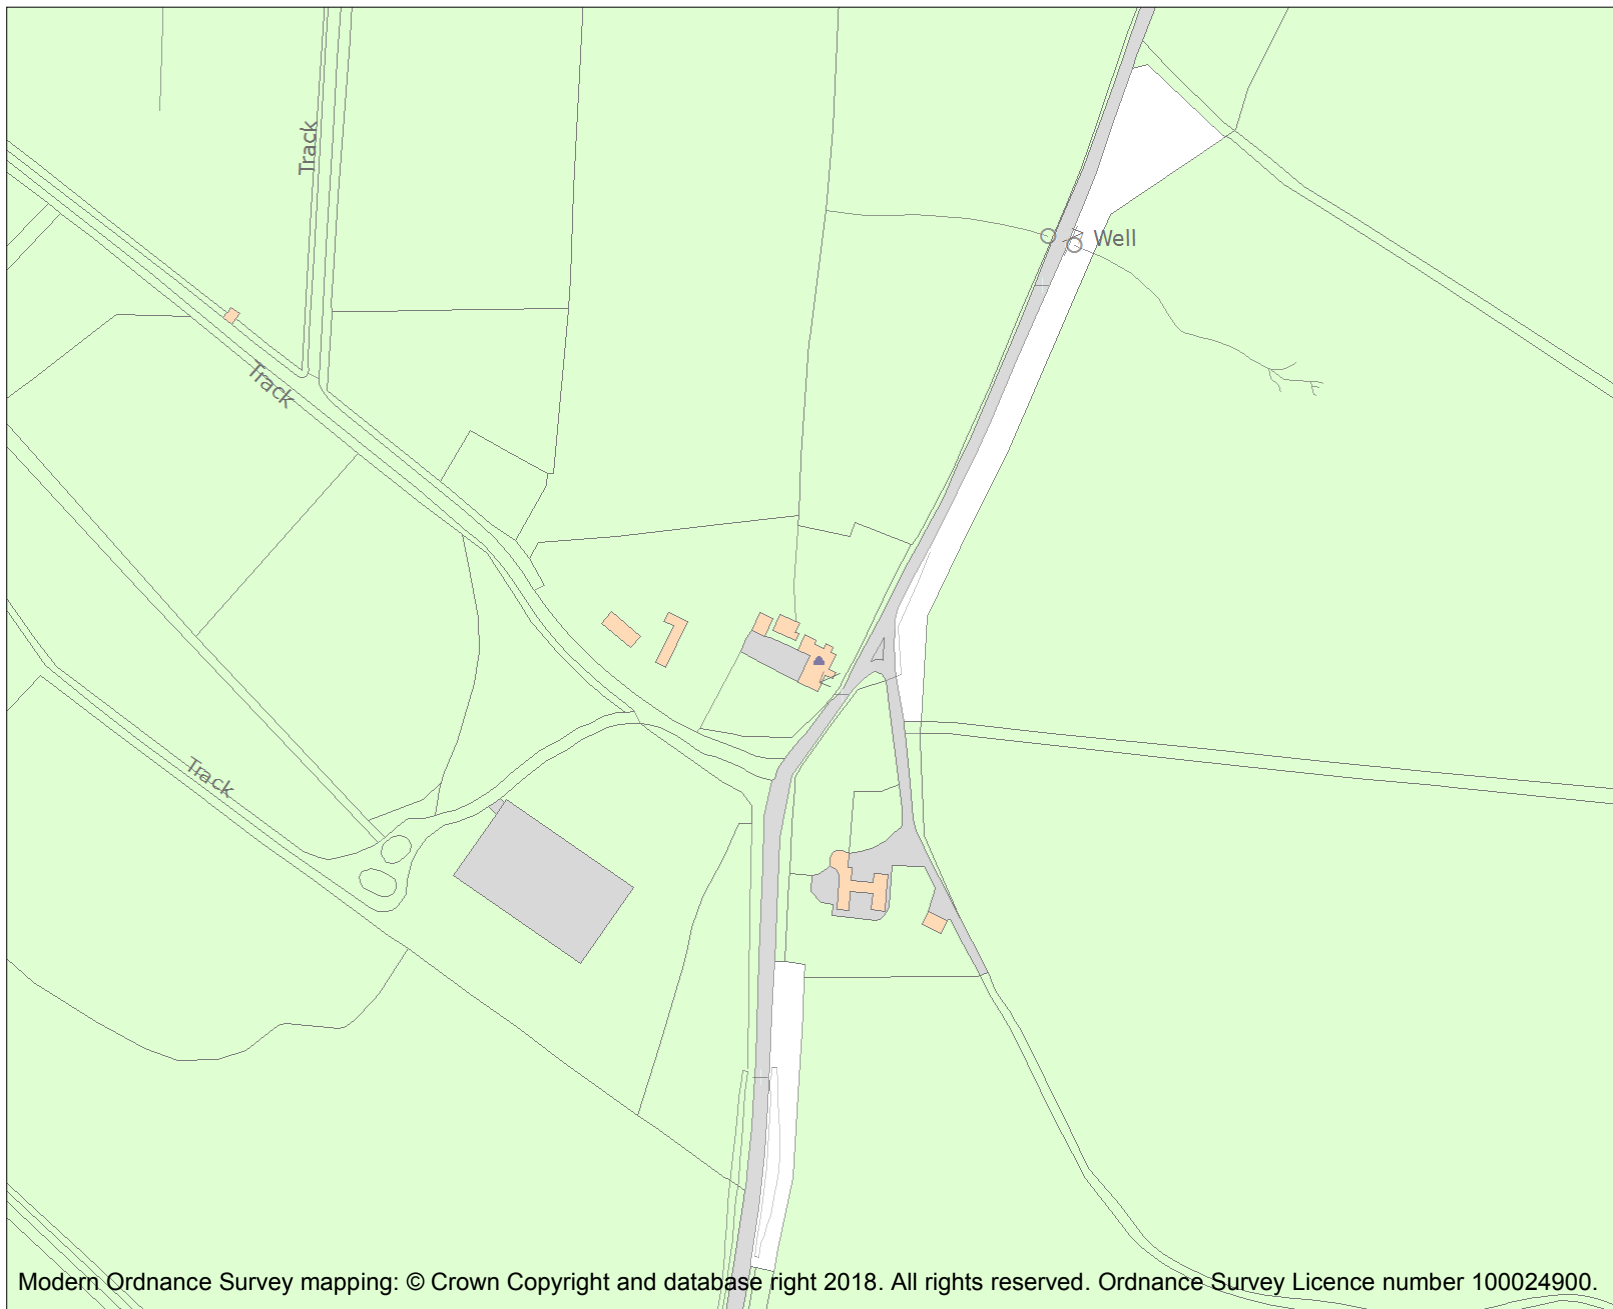 Track
Well
Track
Track
Modern Ordnance Survey mapping: © Crown Copyright and database right 2018. All rights reserved. Ordnance Survey Licence number 100024900.